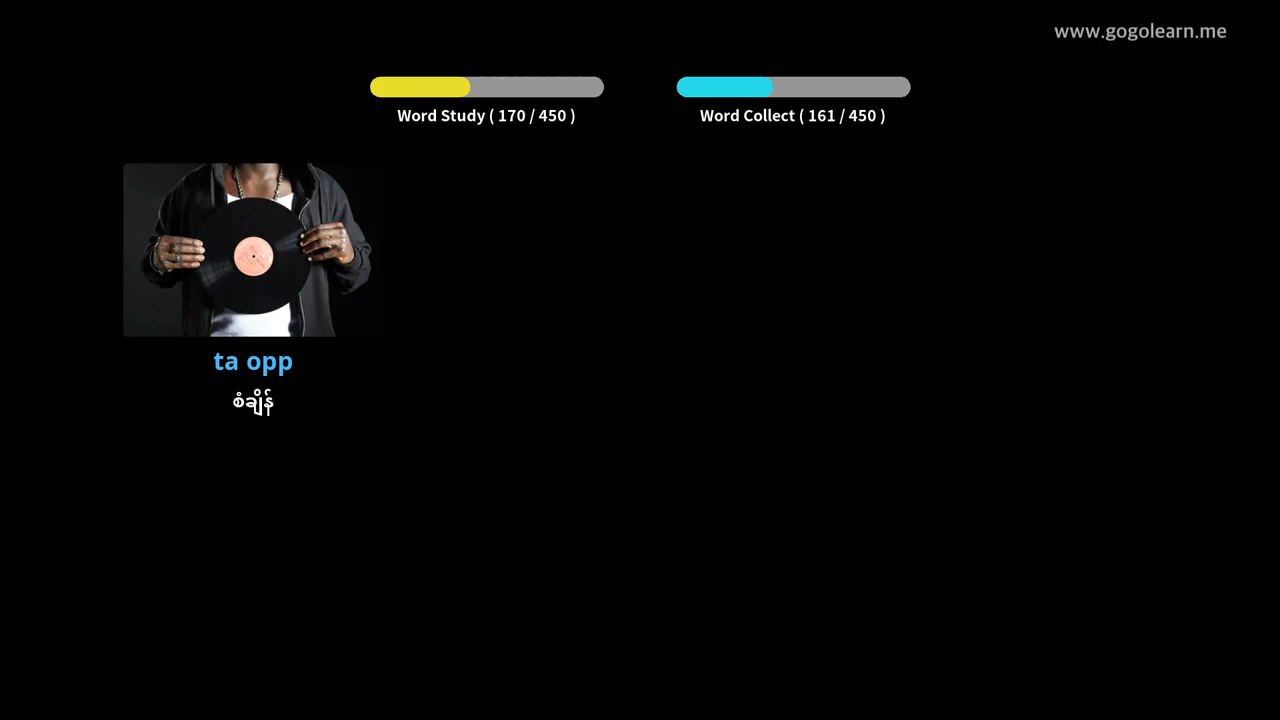 www.gogolearn.me
Word Study ( 170 / 450 )
Word Collect ( 161 / 450 )
ta opp
စံချိန်